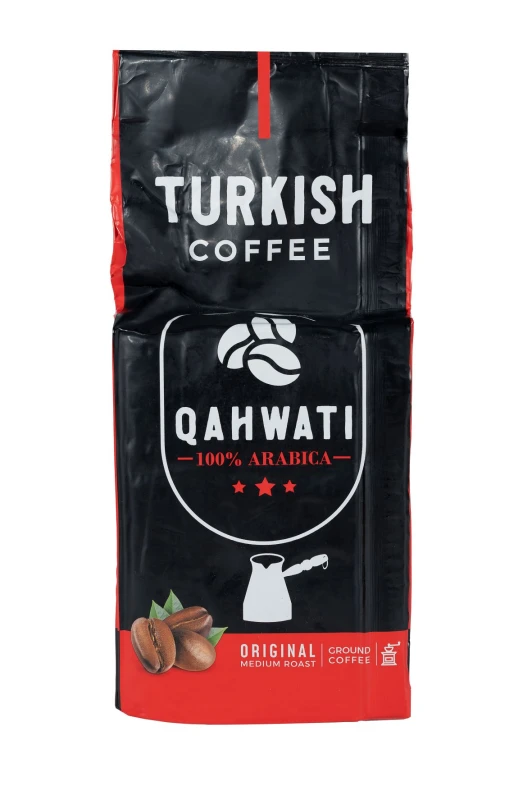 TURKISH
COFFEE
QAHWATI
100% ARABICA
ORIGINAL
MEDIUM ROAST
GROUND
COFFEE